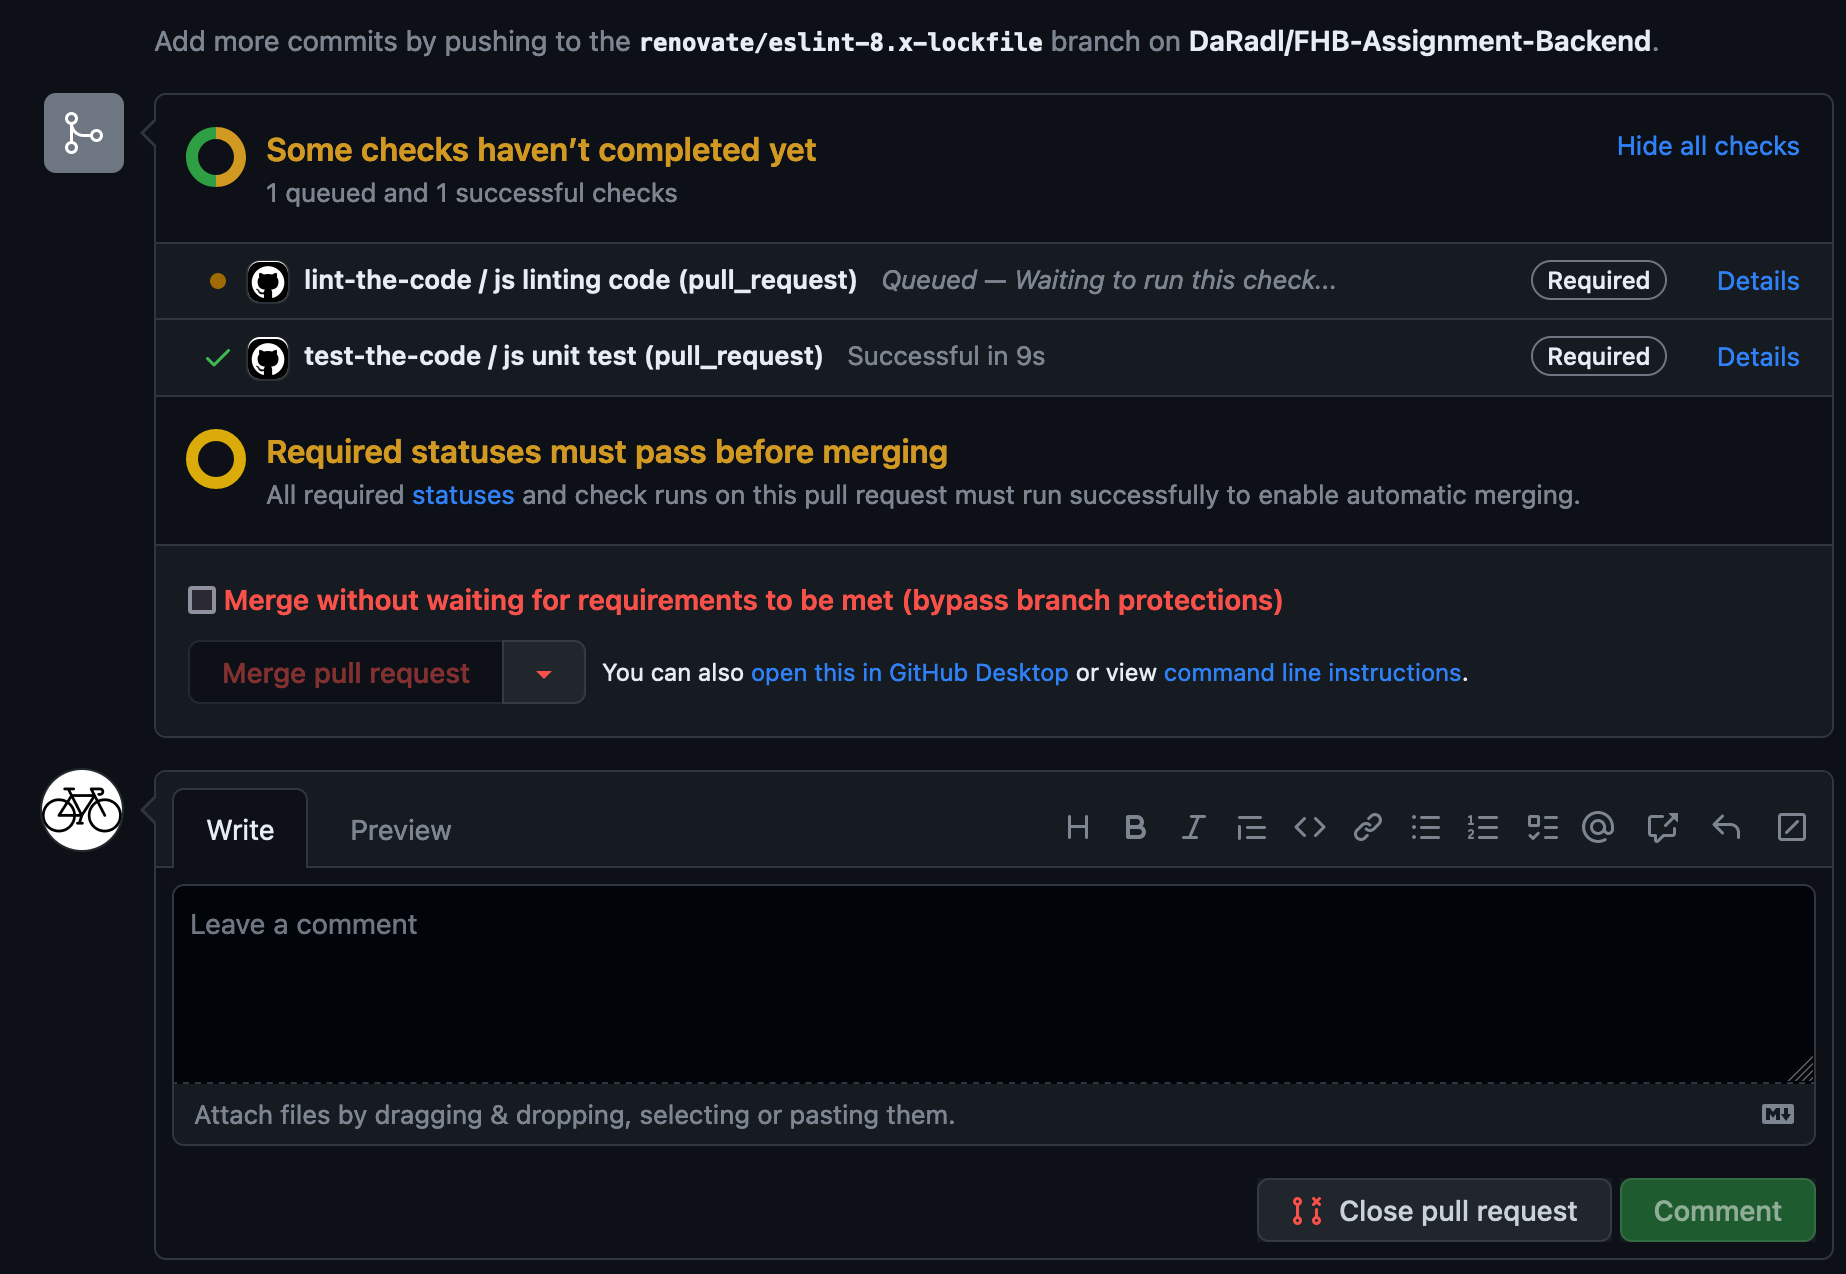 Add more commits by pushing to the renovate/eslint-8.x-lockfile branch on DaRadl/FHB-Assignment-Backend.
Some checks haven’t completed yet
Hide all checks
1 queued and 1 successful checks
lint-the-code / js linting code (pull_request) Queued — Waiting to run this check... Required Details
test-the-code / js unit test (pull_request) Successful in 9s Required Details
Required statuses must pass before merging
All required statuses and check runs on this pull request must run successfully to enable automatic merging.
Merge without waiting for requirements to be met (bypass branch protections)
Merge pull request You can also open this in GitHub Desktop or view command line instructions.
Write Preview
Leave a comment
Attach files by dragging & dropping, selecting or pasting them.
Close pull request Comment